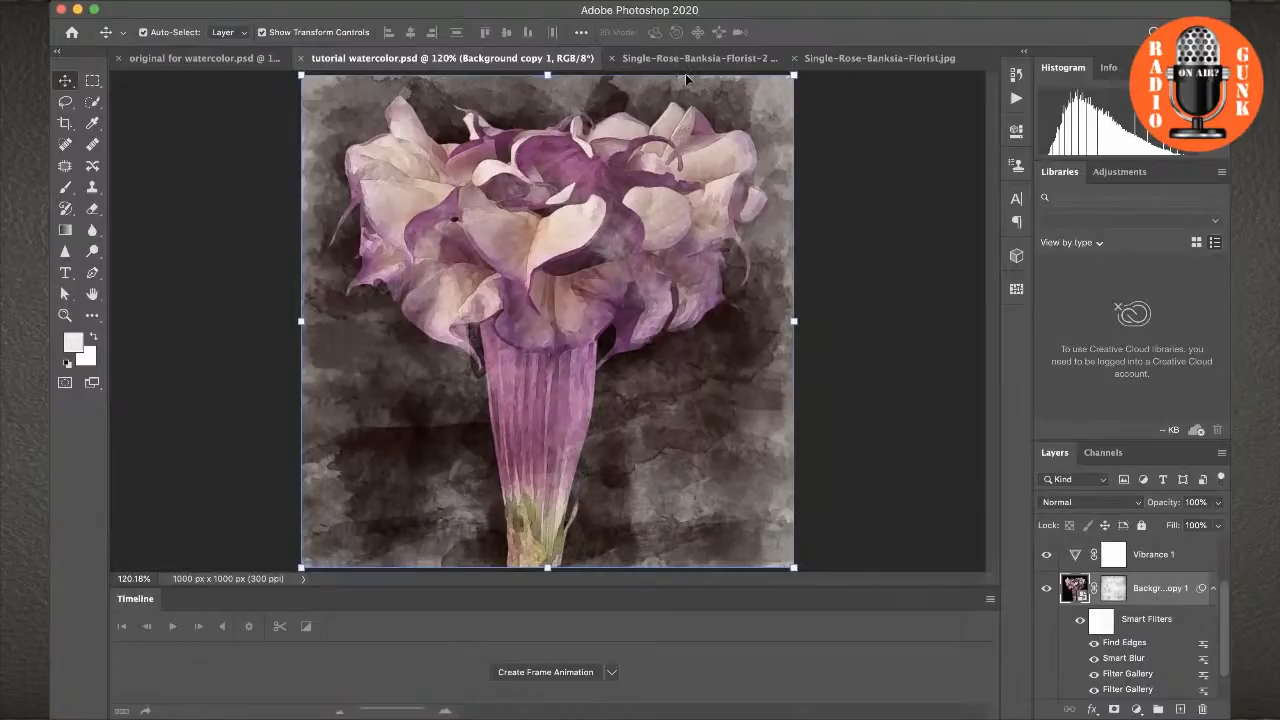 Adobe Photoshop 2020
Auto-Select: Layer Show Transform Controls 3D Mode:
original for watercolor.psd @ 1... tutorial watercolor.psd @ 120% (Background copy 1, RGB/8*) Single-Rose-Banksia-Florist-2 ... Single-Rose-Banksia-Florist.jpg
RADIO
ON AIR?
GUNK
Histogram Info
Libraries Adjustments
View by type
To use Creative Cloud libraries, you
need to be logged into a Creative Cloud
account.
-- KB
Layers Channels
Kind
Normal Opacity: 100%
Lock: Fill: 100%
Vibrance 1
Backgr...opy 1
Smart Filters
Find Edges
Smart Blur
Filter Gallery
Filter Gallery
120.18% 1000 px x 1000 px (300 ppi)
Timeline
Create Frame Animation